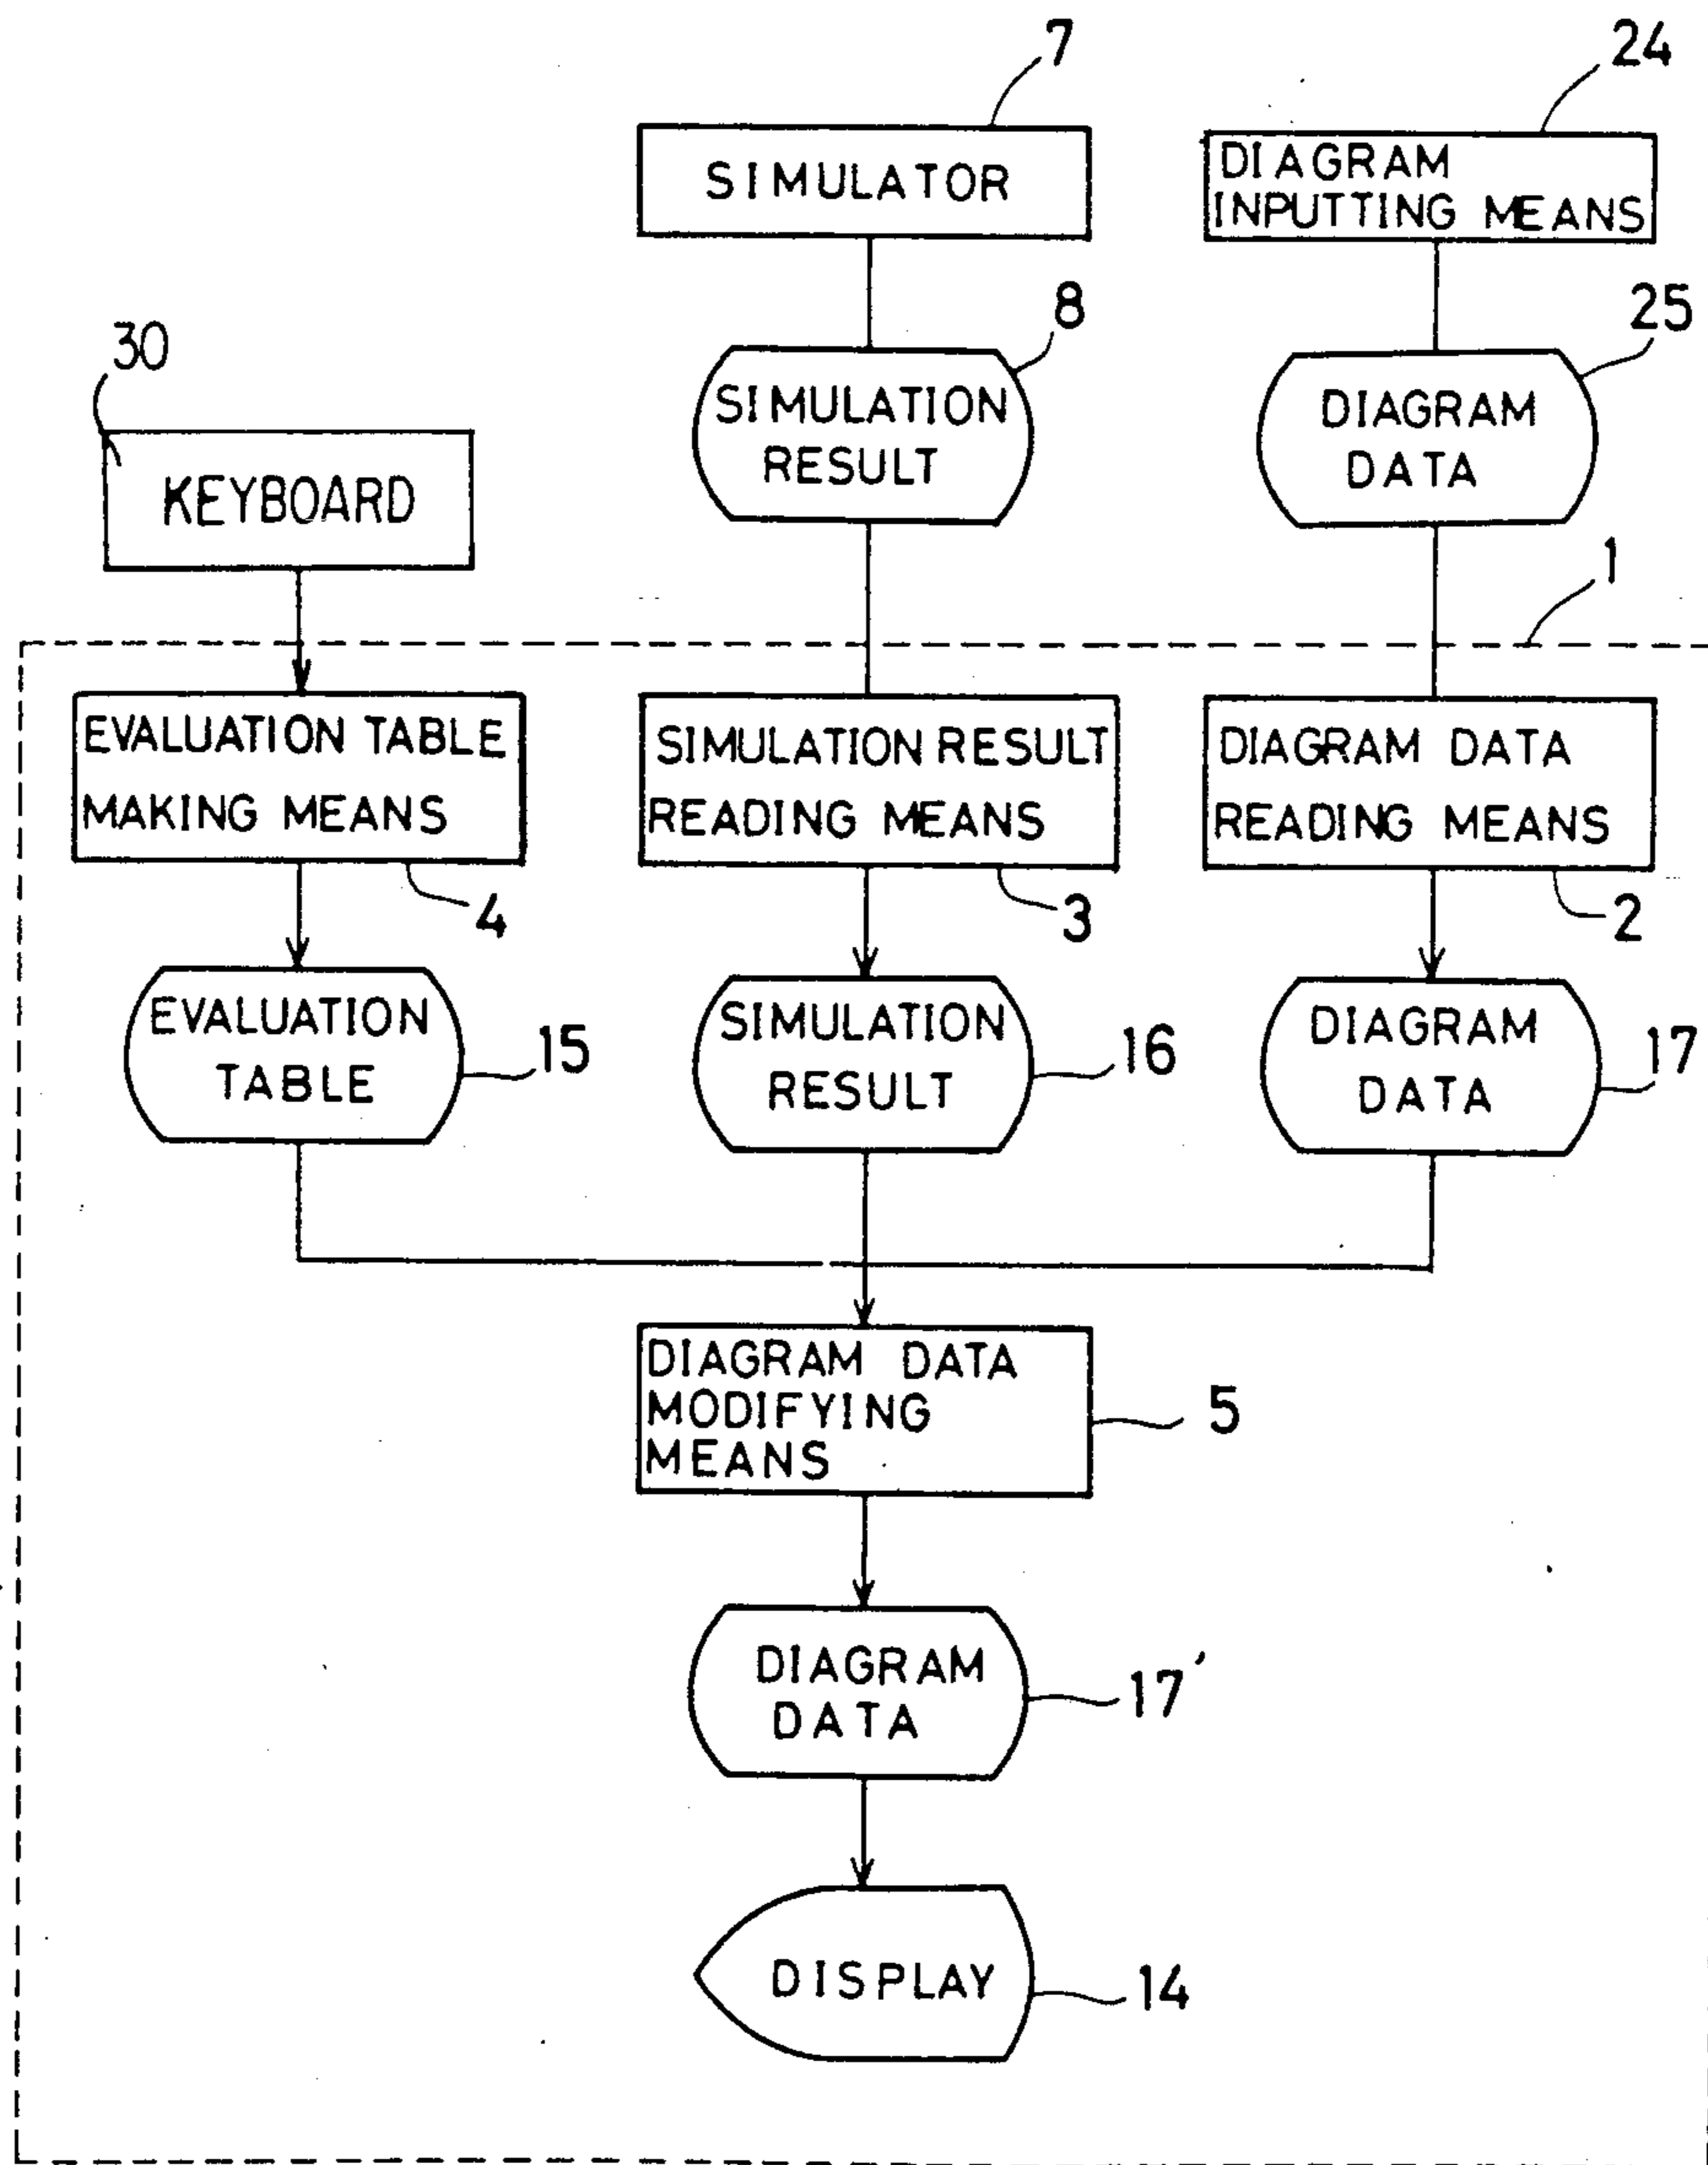 7
24
SIMULATOR
DIAGRAM
INPUTTING MEANS
8
25
30
SIMULATION
RESULT
DIAGRAM
DATA
KEYBOARD
1
EVALUATION TABLE
MAKING MEANS
SIMULATION RESULT
READING MEANS
DIAGRAM DATA
READING MEANS
4
3
2
EVALUATION
TABLE
15
SIMULATION
RESULT
16
DIAGRAM
DATA
17
DIAGRAM DATA
MODIFYING
MEANS
5
DIAGRAM
DATA
17'
DISPLAY
14